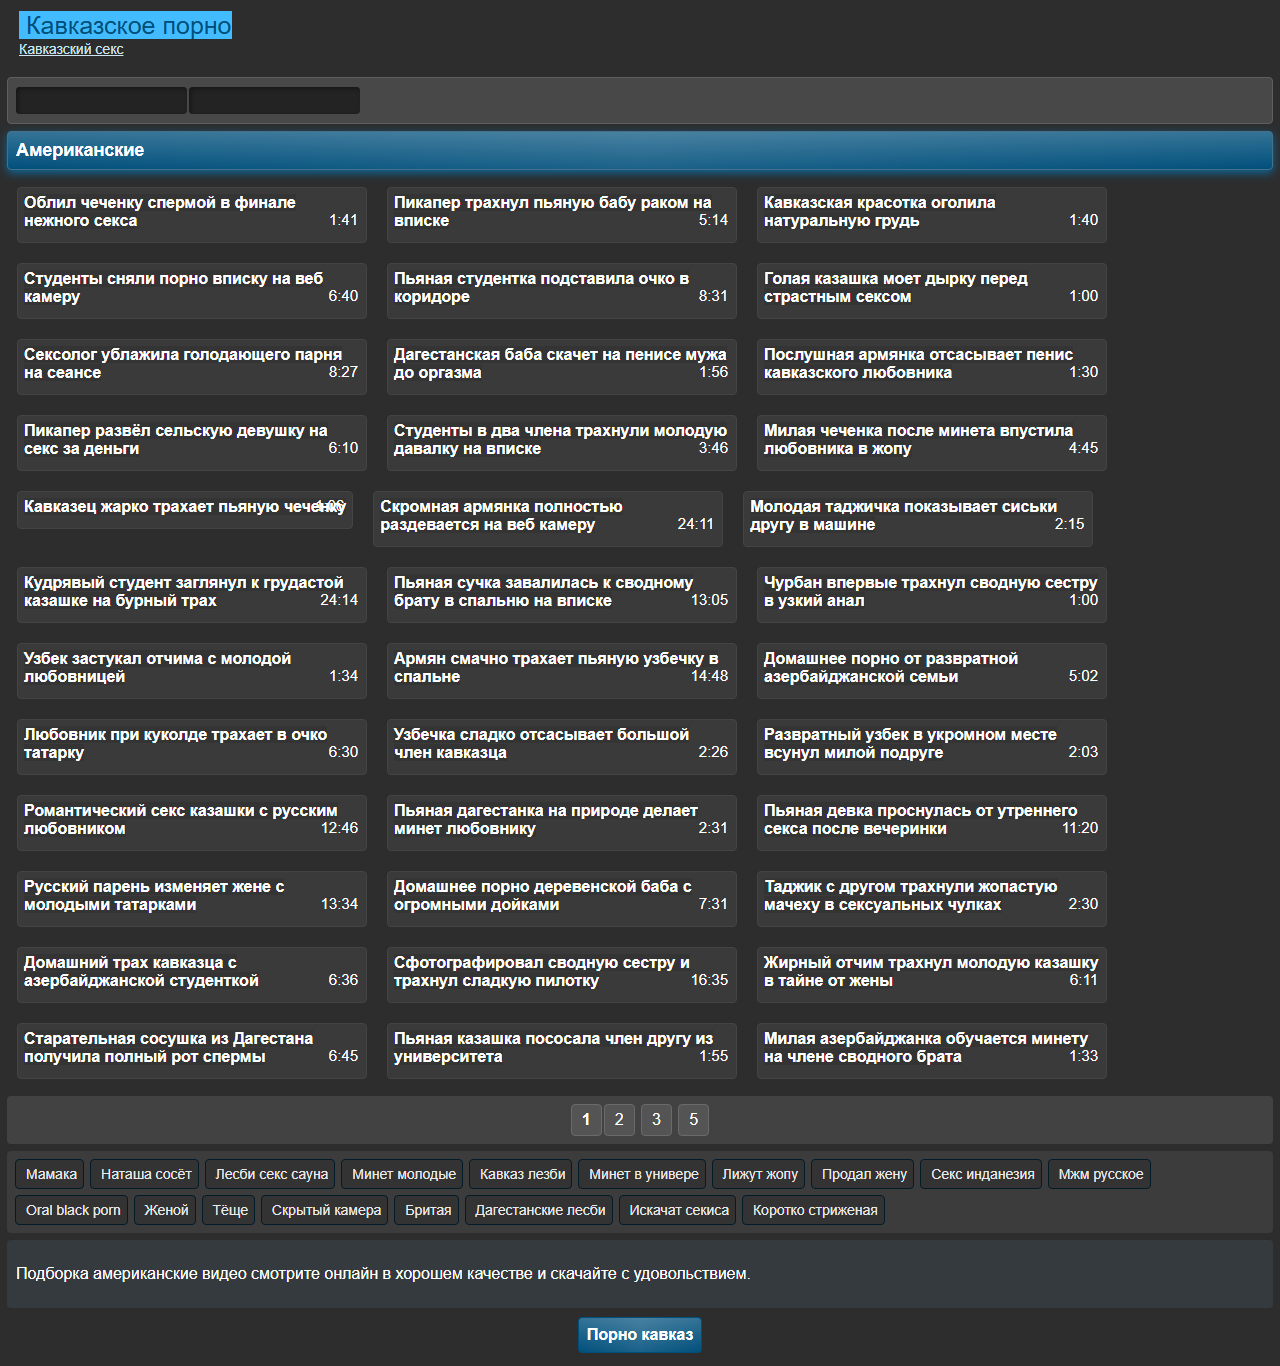 Кавказское порно
Кавказский секс
Американские
Облил чеченку спермой в финале
нежного секса 1:41
Пикапер трахнул пьяную бабу раком на
вписке 5:14
Кавказская красотка оголила
натуральную грудь 1:40
Студенты сняли порно вписку на веб
камеру 6:40
Пьяная студентка подставила очко в
коридоре 8:31
Голая казашка моет дырку перед
страстным сексом 1:00
Сексолог ублажила голодающего парня
на сеансе 8:27
Дагестанская баба скачет на пенисе мужа
до оргазма 1:56
Послушная армянка отсасывает пенис
кавказского любовника 1:30
Пикапер развёл сельскую девушку на
секс за деньги 6:10
Студенты в два члена трахнули молодую
давалку на вписке 3:46
Милая чеченка после минета впустила
любовника в жопу 4:45
Кавказец жарко трахает пьяную чеченку
Скромная армянка полностью
раздевается на веб камеру 24:11
Молодая таджичка показывает сиськи
другу в машине 2:15
Кудрявый студент заглянул к грудастой
казашке на бурный трах 24:14
Пьяная сучка завалилась к сводному
брату в спальню на вписке 13:05
Чурбан впервые трахнул сводную сестру
в узкий анал 1:00
Узбек застукал отчима с молодой
любовницей 1:34
Армян смачно трахает пьяную узбечку в
спальне 14:48
Домашнее порно от развратной
азербайджанской семьи 5:02
Любовник при куколде трахает в очко
татарку 6:30
Узбечка сладко отсасывает большой
член кавказца 2:26
Развратный узбек в укромном месте
всунул милой подруге 2:03
Романтический секс казашки с русским
любовником 12:46
Пьяная дагестанка на природе делает
минет любовнику 2:31
Пьяная девка проснулась от утреннего
секса после вечеринки 11:20
Русский парень изменяет жене с
молодыми татарками 13:34
Домашнее порно деревенской баба с
огромными дойками 7:31
Таджик с другом трахнули жопастую
мачеху в сексуальных чулках 2:30
Домашний трах кавказца с
азербайджанской студенткой 6:36
Сфотографировал сводную сестру и
трахнул сладкую пилотку 16:35
Жирный отчим трахнул молодую казашку
в тайне от жены 6:11
Старательная сосушка из Дагестана
получила полный рот спермы 6:45
Пьяная казашка пососала член другу из
университета 1:55
Милая азербайджанка обучается минету
на члене сводного брата 1:33
1 2 3 5
Мамака Наташа сосёт Лесби секс сауна Минет молодые Кавказ лезби Минет в универе Лижут жопу Продал жену Секс инданезия Мжм русское
Oral black porn Женой Тёще Скрытый камера Бритая Дагестанские лесби Искачат секиса Коротко стриженая
Подборка американские видео смотрите онлайн в хорошем качестве и скачайте с удовольствием.
Порно кавказ